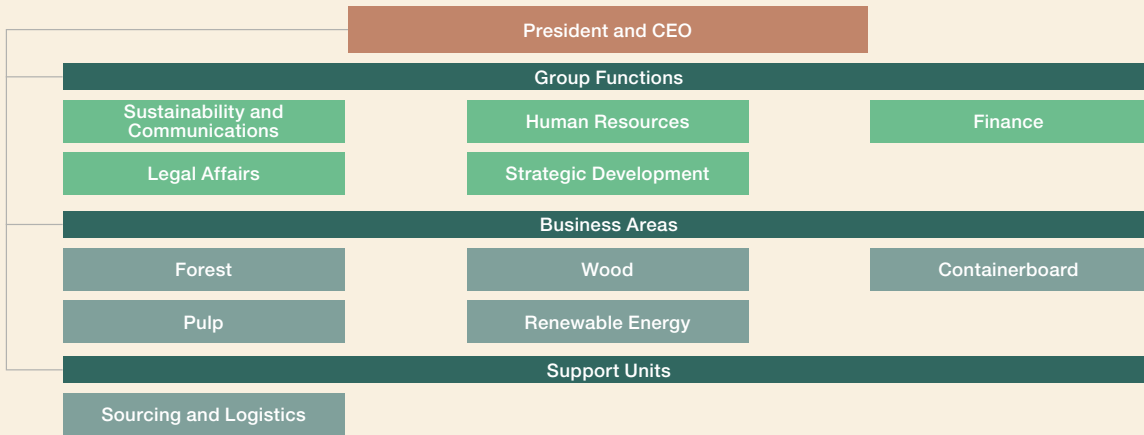 President and CEO
Group Functions
Sustainability and
Communications
Human Resources
Finance
Legal Affairs
Strategic Development
Business Areas
Forest
Wood
Containerboard
Pulp
Renewable Energy
Support Units
Sourcing and Logistics